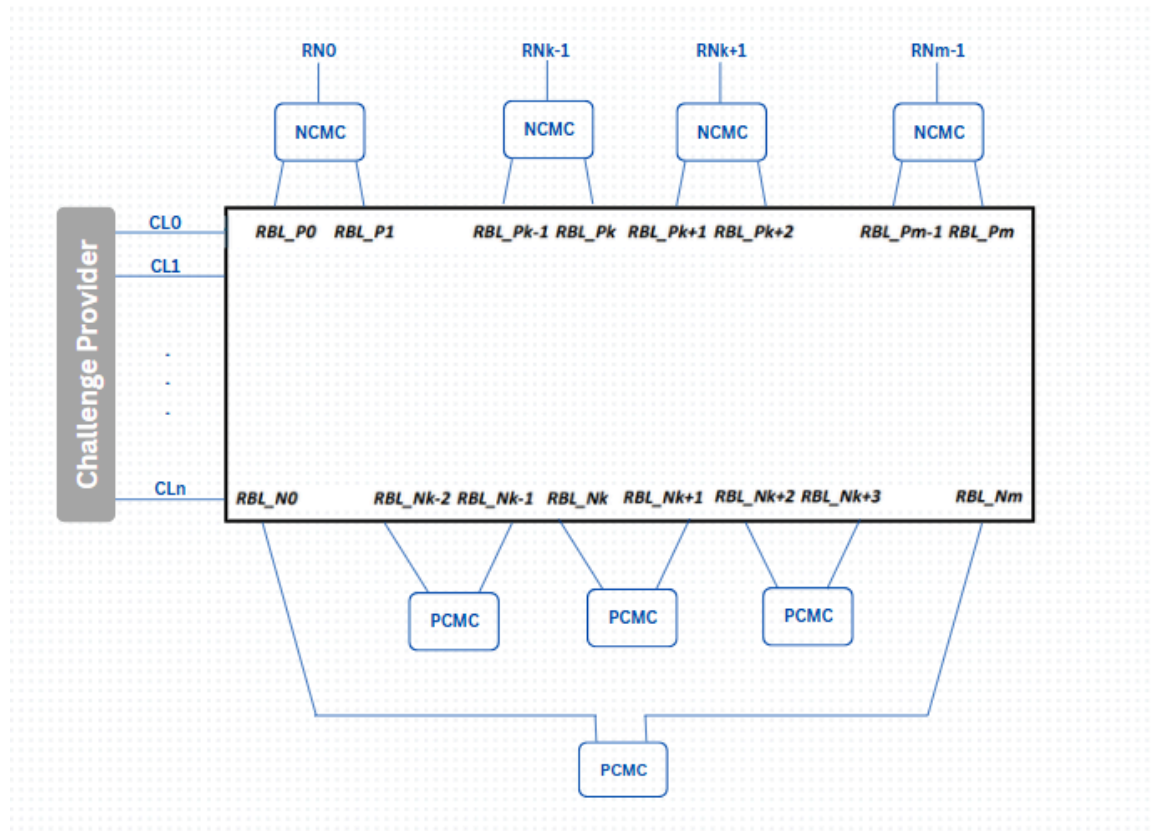 RN0 RNk-1 RNk+1 RNm-1
NCMC NCMC NCMC NCMC
Challenge Provider
CL0
RBL_P0 RBL_P1 RBL_Pk-1 RBL_Pk RBL_Pk+1 RBL_Pk+2 RBL_Pm-1 RBL_Pm
CL1
CLn
RBL_N0 RBL_Nk-2 RBL_Nk-1 RBL_Nk RBL_Nk+1 RBL_Nk+2 RBL_Nk+3 RBL_Nm
PCMC PCMC PCMC
PCMC